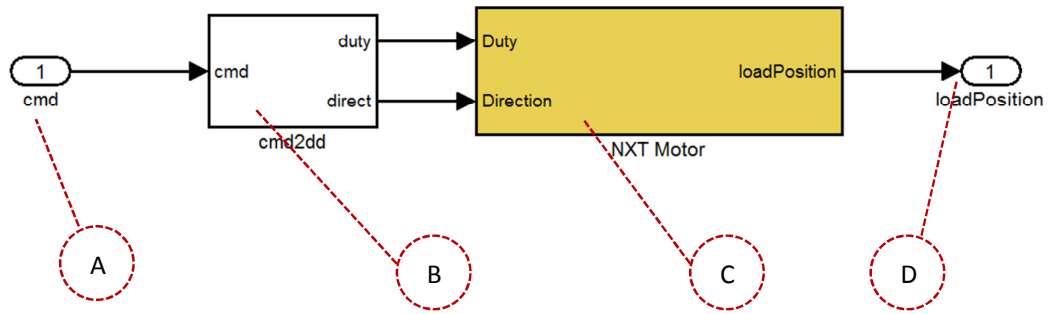 1
cmd
cmd
duty
direct
cmd2dd
Duty
Direction
loadPosition
NXT Motor
1
loadPosition
A
B
C
D